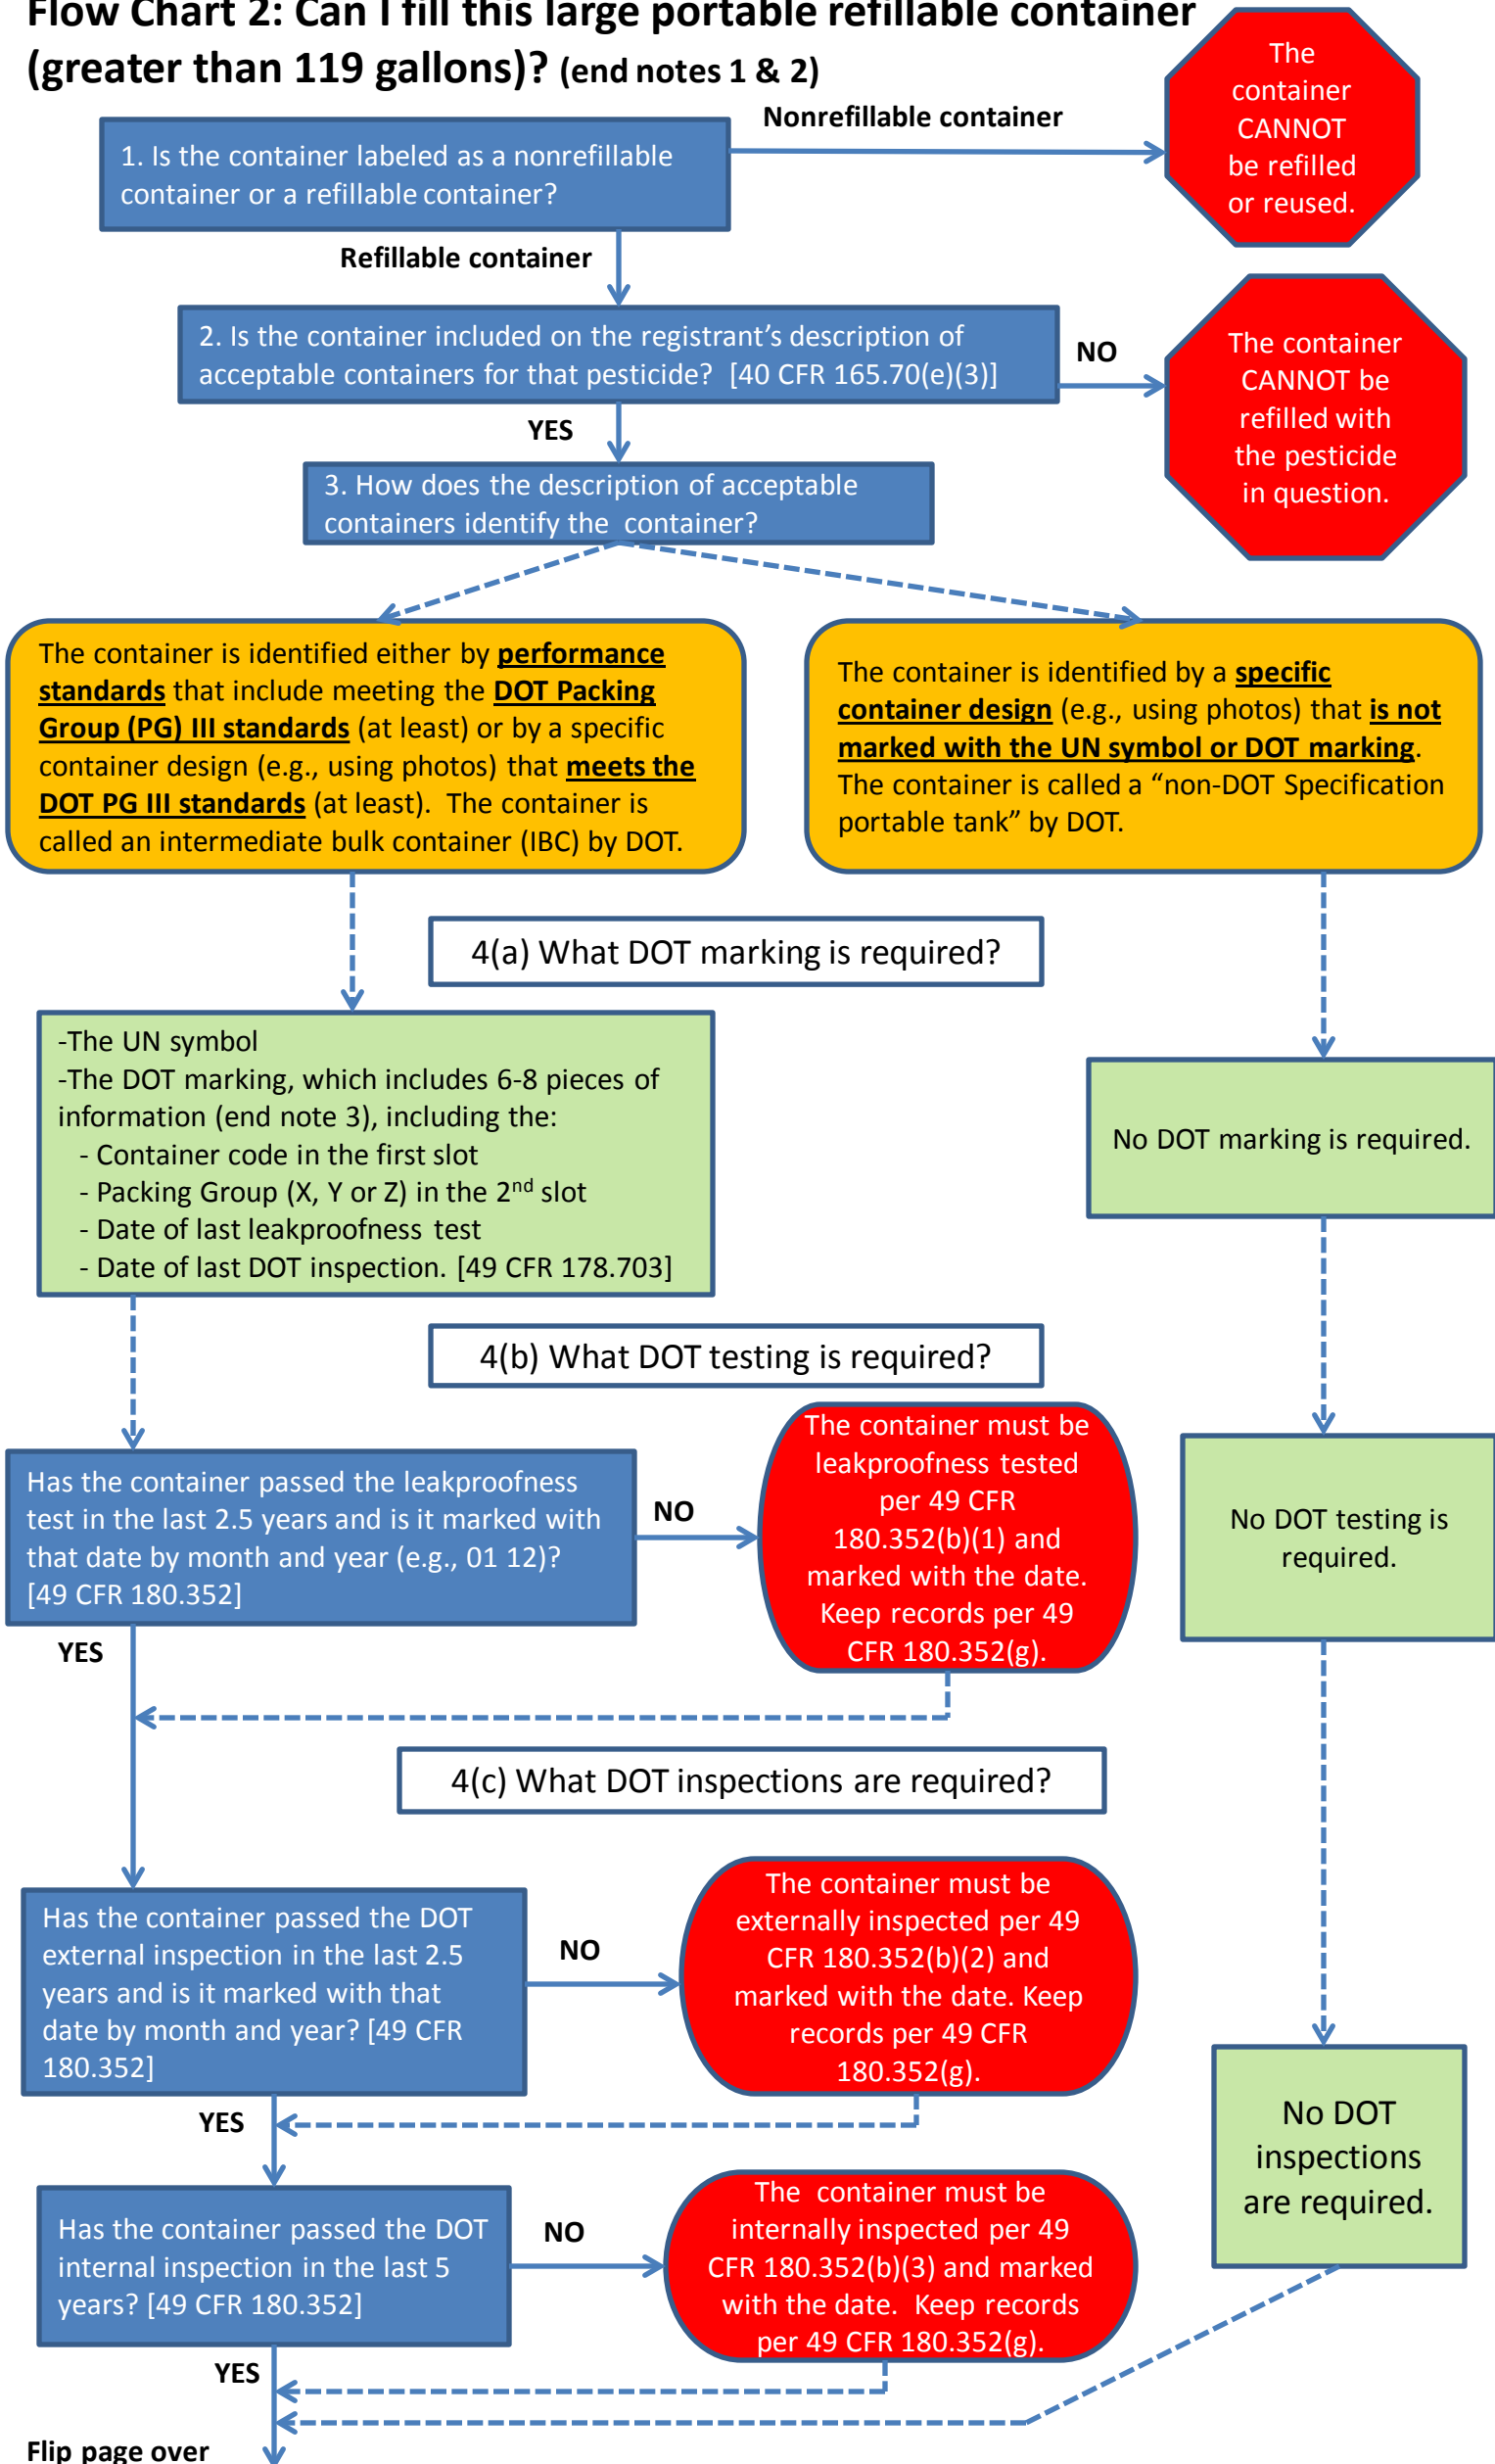 Flow Chart 2: Can I fill this large portable refillable container
(greater than 119 gallons)? (end notes 1 & 2)
The
container
CANNOT
be refilled
or reused.
Nonrefillable container
1. Is the container labeled as a nonrefillable
container or a refillable container?
Refillable container
2. Is the container included on the registrant’s description of
acceptable containers for that pesticide? [40 CFR 165.70(e)(3)]
NO
The container
CANNOT be
refilled with
the pesticide
in question.
YES
3. How does the description of acceptable
containers identify the container?
The container is identified either by performance
standards that include meeting the DOT Packing
Group (PG) III standards (at least) or by a specific
container design (e.g., using photos) that meets the
DOT PG III standards (at least). The container is
called an intermediate bulk container (IBC) by DOT.
The container is identified by a specific
container design (e.g., using photos) that is not
marked with the UN symbol or DOT marking.
The container is called a “non-DOT Specification
portable tank” by DOT.
4(a) What DOT marking is required?
-The UN symbol
-The DOT marking, which includes 6-8 pieces of
information (end note 3), including the:
- Container code in the first slot
- Packing Group (X, Y or Z) in the 2nd slot
- Date of last leakproofness test
- Date of last DOT inspection. [49 CFR 178.703]
No DOT marking is required.
4(b) What DOT testing is required?
Has the container passed the leakproofness
test in the last 2.5 years and is it marked with
that date by month and year (e.g., 01 12)?
[49 CFR 180.352]
NO
The container must be
leakproofness tested
per 49 CFR
180.352(b)(1) and
marked with the date.
Keep records per 49
CFR 180.352(g).
No DOT testing is
required.
YES
4(c) What DOT inspections are required?
Has the container passed the DOT
external inspection in the last 2.5
years and is it marked with that
date by month and year? [49 CFR
180.352]
NO
The container must be
externally inspected per 49
CFR 180.352(b)(2) and
marked with the date. Keep
records per 49 CFR
180.352(g).
No DOT
inspections
are required.
YES
Has the container passed the DOT
internal inspection in the last 5
years? [49 CFR 180.352]
NO
The container must be
internally inspected per 49
CFR 180.352(b)(3) and marked
with the date. Keep records
per 49 CFR 180.352(g).
YES
Flip page over